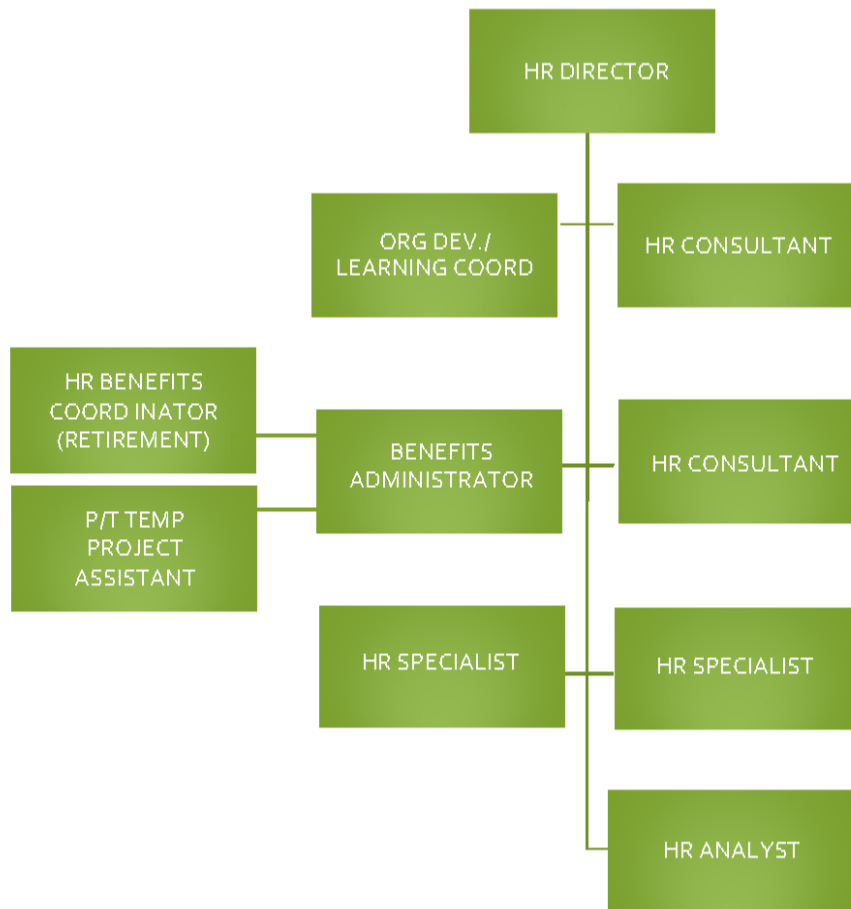 HR DIRECTOR
ORG DEV./
LEARNING COORD
HR CONSULTANT
HR BENEFITS
COORD INATOR
(RETIREMENT)
BENEFITS
ADMINISTRATOR
HR CONSULTANT
P/T TEMP
PROJECT
ASSISTANT
HR SPECIALIST
HR SPECIALIST
HR ANALYST